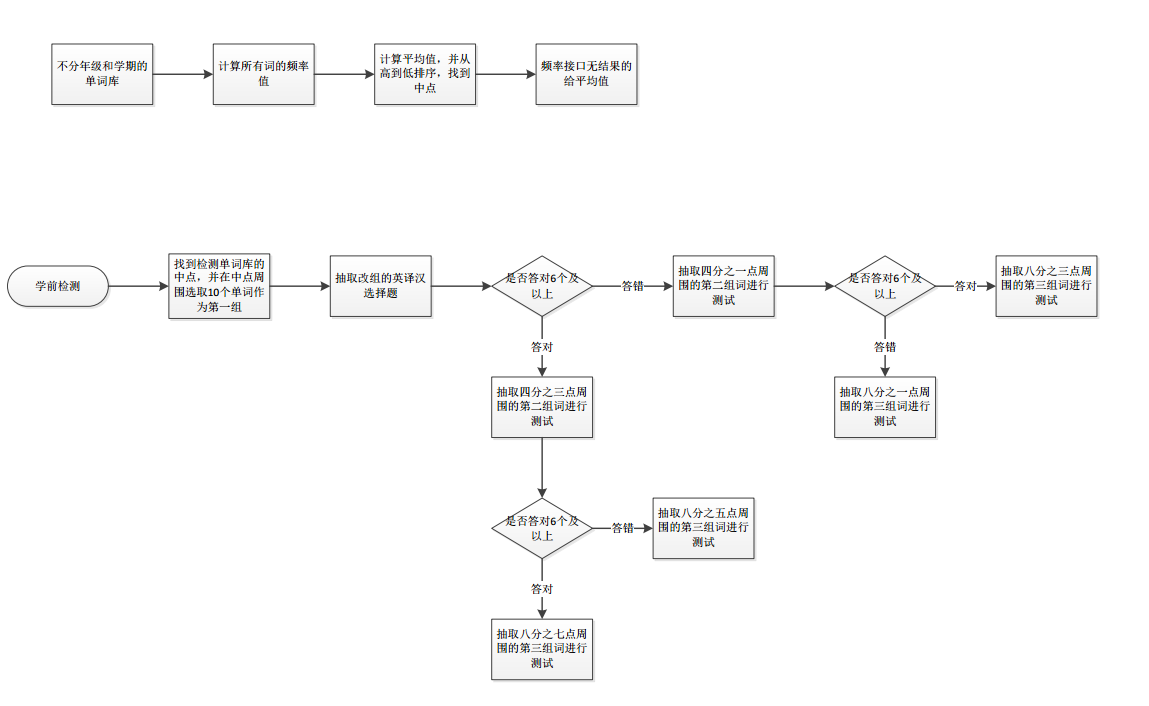 不分年级和学期的
单词库
计算所有词的频率
值
计算平均值，并从
高到低排序，找到
中点
频率接口无结果的
给平均值
学前检测
找到检测单词库的
中点，并在中点周
围选取10个单词作
为第一组
抽取改组的英译汉
选择题
是否答对6个及
以上
答错
抽取四分之一点周
围的第二组词进行
测试
是否答对6个及
以上
答对
抽取八分之三点周
围的第三组词进行
测试
答对
答错
抽取四分之三点周
围的第二组词进行
测试
抽取八分之一点周
围的第三组词进行
测试
是否答对6个及
以上
答错
抽取八分之五点周
围的第三组词进行
测试
答对
抽取八分之七点周
围的第三组词进行
测试